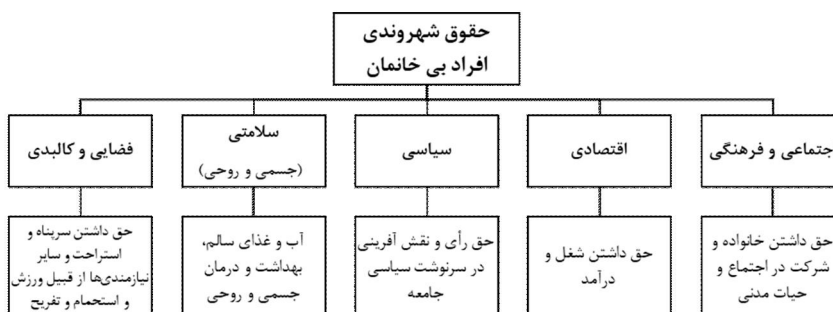 حقوق شهروندی
افراد بی خانمان
جتماعی و فرهنگی
اقتصادی
سیاسی
سلامتی
(جسمی و روحی)
فضایی و کالبدی
حق داشتن خانواده و
شرکت در اجتماع و
حیات مدنی
حق داشتن شغل و
درآمد
حق رأی و نقش آفرینی
در سرنوشت سیاسی
جامعه
آب و غذای سالم،
بهداشت و درمان
جسمی و روحی
حق داشتن سرپناه و
استراحت و سایر
نیازمندی‌ها از قبیل ورزش
و استحمام و تفریح